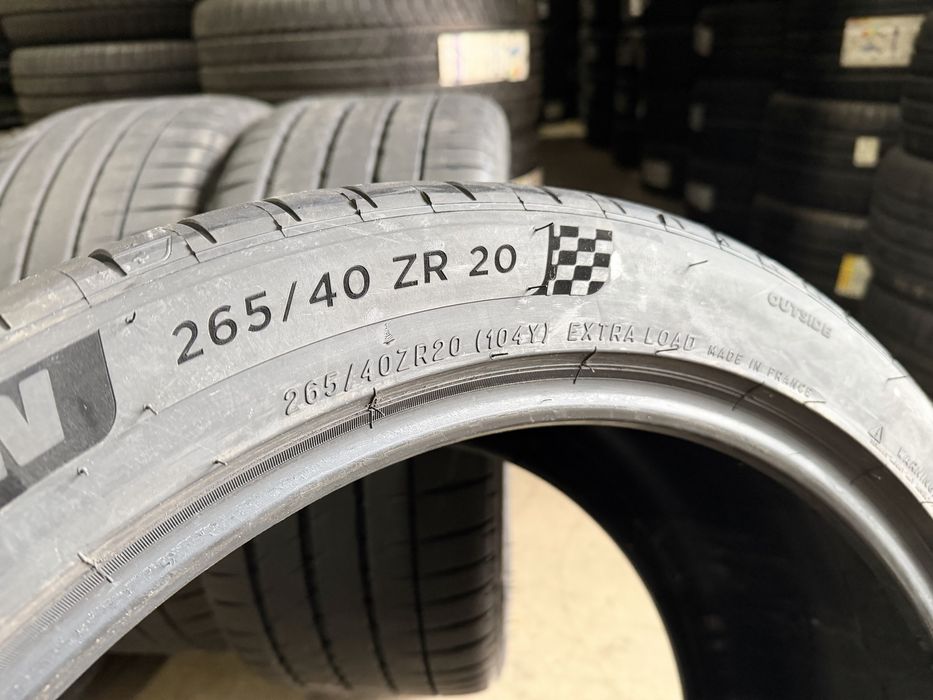 265/40 ZR 20
265/40ZR20 (104Y) EXTRA LOAD MADE IN FRANCE
OUTSIDE